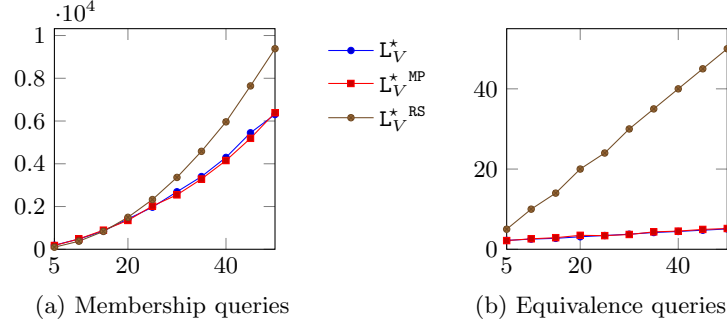 ·10⁴
1
0.8
0.6
0.4
0.2
0
5 20 40
(a) Membership queries
L⋆V
L⋆V MP
L⋆V RS
40
20
0
5 20 40
(b) Equivalence queries